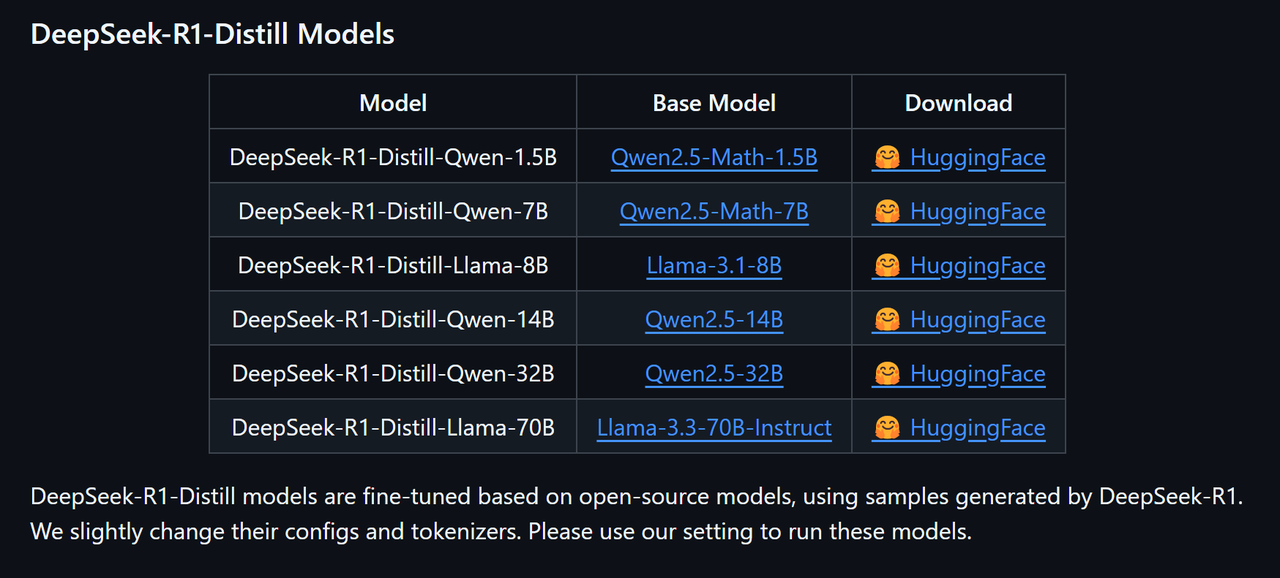 DeepSeek-R1-Distill Models
Model Base Model Download
DeepSeek-R1-Distill-Qwen-1.5B Qwen2.5-Math-1.5B 🤗 HuggingFace
DeepSeek-R1-Distill-Qwen-7B Qwen2.5-Math-7B 🤗 HuggingFace
DeepSeek-R1-Distill-Llama-8B Llama-3.1-8B 🤗 HuggingFace
DeepSeek-R1-Distill-Qwen-14B Qwen2.5-14B 🤗 HuggingFace
DeepSeek-R1-Distill-Qwen-32B Qwen2.5-32B 🤗 HuggingFace
DeepSeek-R1-Distill-Llama-70B Llama-3.3-70B-Instruct 🤗 HuggingFace
DeepSeek-R1-Distill models are fine-tuned based on open-source models, using samples generated by DeepSeek-R1.
We slightly change their configs and tokenizers. Please use our setting to run these models.